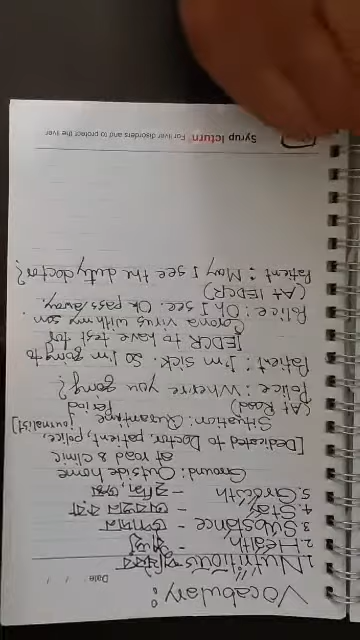 Vocabulary:
Date: / /
1. Nutritious -
2. Health - স্বাস্থ্য
3. Substance -
4. Stay -
5. Growth - বৃদ্ধি,
Ground: Outside home
at road & clinic
[Dedicated to Doctor, patient, police,
journalist]
Situation: Quarantine Period
(At Road)
Police: Where you going?
Patient: I'm sick. So I'm going to
IEDCR to have test for
Corona virus with my son.
Police: Oh I see. Ok pass/away.
(At IEDCR)
Patient: May I see the duty doctor?
Syrup Icturn For liver disorders and to protect the liver